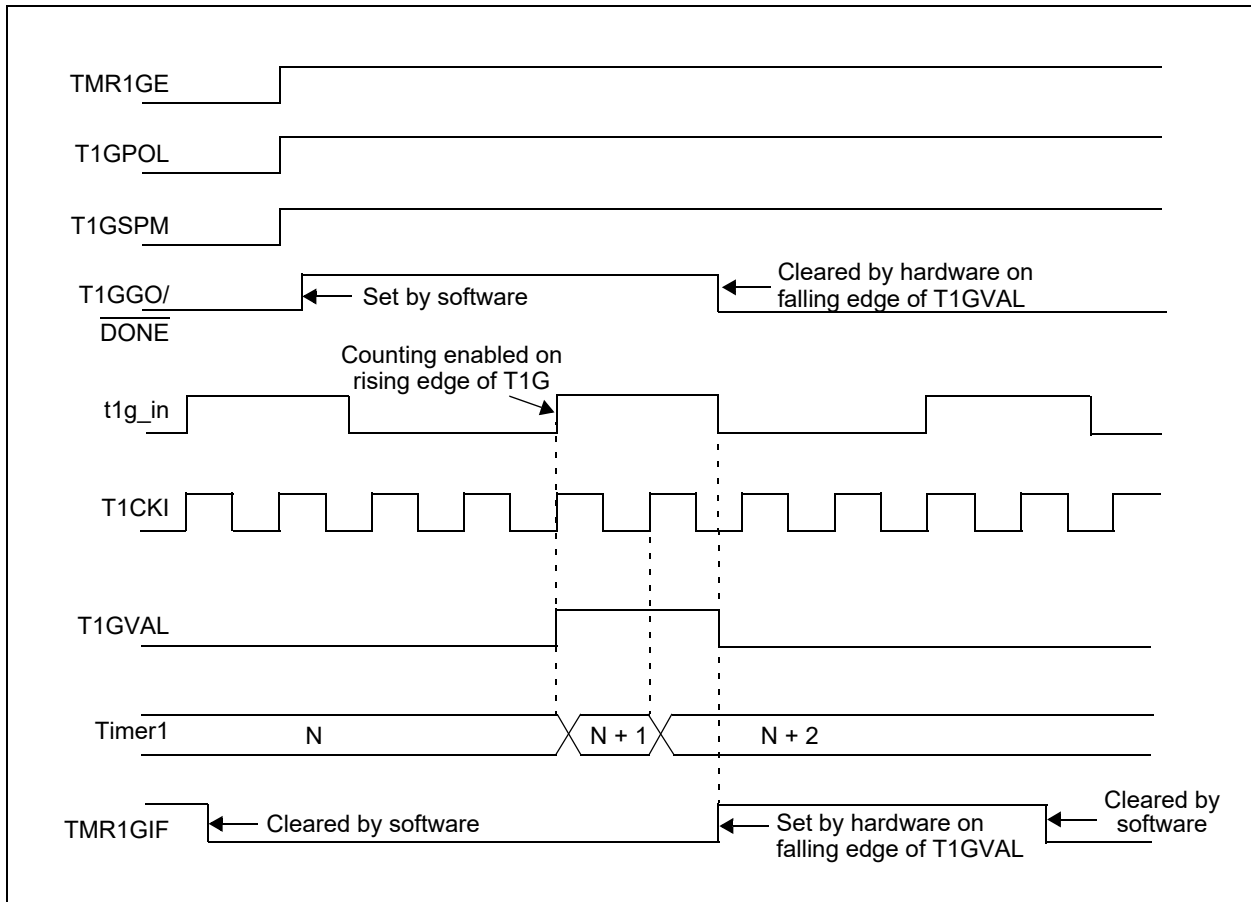 TMR1GE
T1GPOL
T1GSPM
T1GGO/
DONE
Set by software
Cleared by hardware on
falling edge of T1GVAL
Counting enabled on
rising edge of T1G
t1g_in
T1CKI
T1GVAL
Timer1
N
N + 1
N + 2
TMR1GIF
Cleared by software
Set by hardware on
falling edge of T1GVAL
Cleared by
software